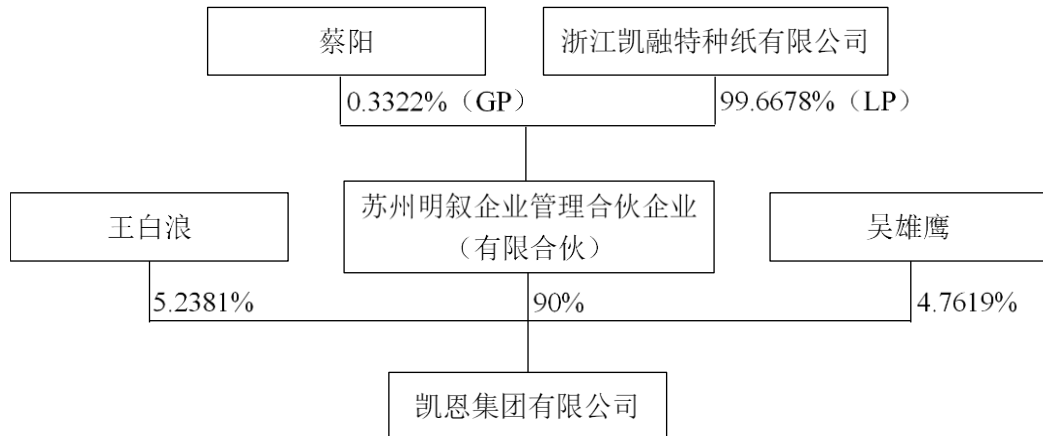 蔡阳
浙江凯融特种纸有限公司
0.3322%（GP）
99.6678%（LP）
王白浪
苏州明叙企业管理合伙企业
（有限合伙）
吴雄鹰
5.2381%
90%
4.7619%
凯恩集团有限公司